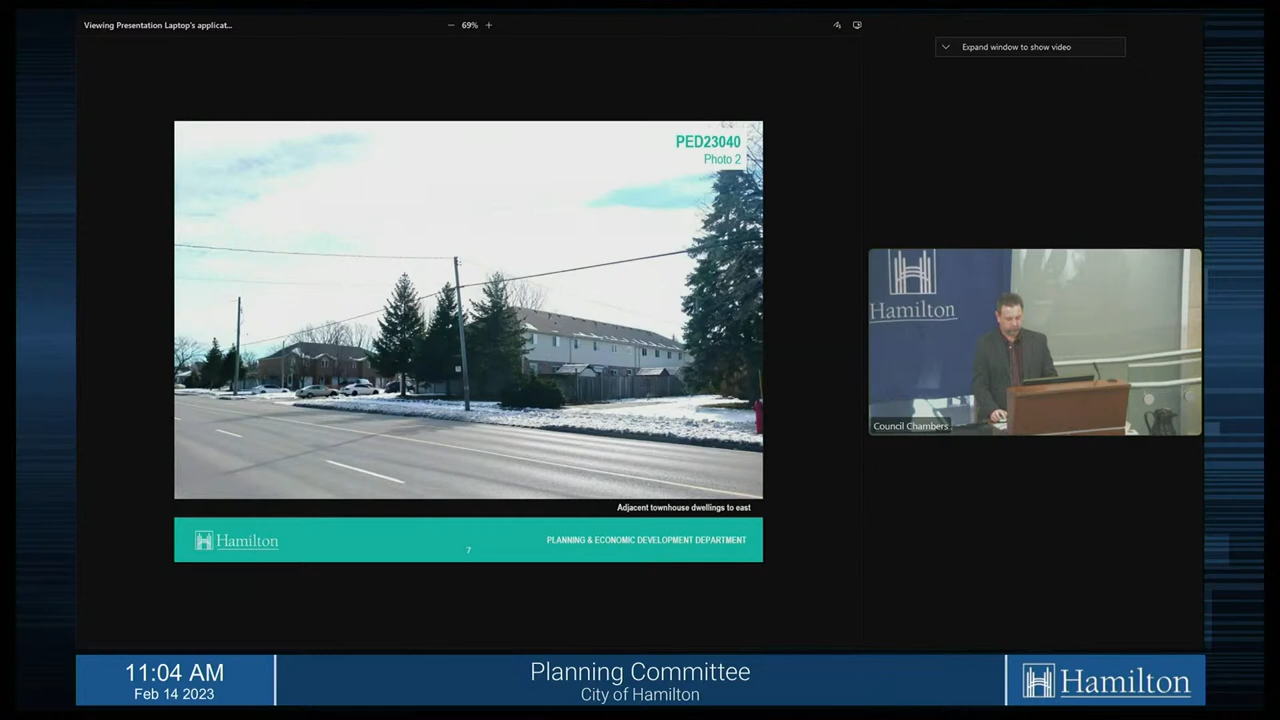 Viewing Presentation Laptop's applicat...
69%
Expand window to show video
PED23040
Photo 2
Hamilton
Council Chambers
Adjacent townhouse dwellings to east
Hamilton
7
PLANNING & ECONOMIC DEVELOPMENT DEPARTMENT
11:04 AM
Feb 14 2023
Planning Committee
City of Hamilton
Hamilton